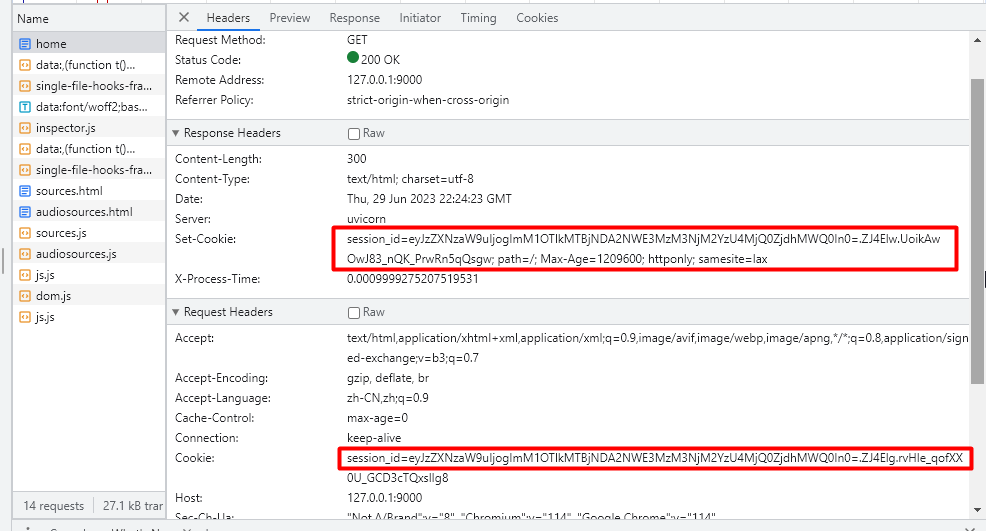 Name
Headers Preview Response Initiator Timing Cookies
home
data:,(function t()...
single-file-hooks-fra...
data:font/woff2;bas...
inspector.js
data:,(function t()...
single-file-hooks-fra...
sources.html
audiosources.html
sources.js
audiosources.js
js.js
dom.js
js.js
14 requests 27.1 kB trar
Request Method: GET
Status Code: 200 OK
Remote Address: 127.0.0.1:9000
Referrer Policy: strict-origin-when-cross-origin
Response Headers Raw
Content-Length: 300
Content-Type: text/html; charset=utf-8
Date: Thu, 29 Jun 2023 22:24:23 GMT
Server: uvicorn
Set-Cookie: session_id=eyJzZXNzaW9uIjogImM1OTlkMTBjNDA2NWE3MzM3NjM2YzU4MjQ0ZjdhMWQ0In0=.ZJ4Elw.UoikAw
OwJ83_nQK_PrwRn5qQsgw; path=/; Max-Age=1209600; httponly; samesite=lax
X-Process-Time: 0.0009999275207519531
Request Headers Raw
Accept: text/html,application/xhtml+xml,application/xml;q=0.9,image/avif,image/webp,image/apng,*/*;q=0.8,application/sign
ed-exchange;v=b3;q=0.7
Accept-Encoding: gzip, deflate, br
Accept-Language: zh-CN,zh;q=0.9
Cache-Control: max-age=0
Connection: keep-alive
Cookie: session_id=eyJzZXNzaW9uIjogImM1OTlkMTBjNDA2NWE3MzM3NjM2YzU4MjQ0ZjdhMWQ0In0=.ZJ4Elg.rvHle_qofXX
0U_GCD3cTQxsllg8
Host: 127.0.0.1:9000
Sec-Ch-Ua: "Not A/Brand";v="8", "Chromium";v="114", "Google Chrome";v="114"